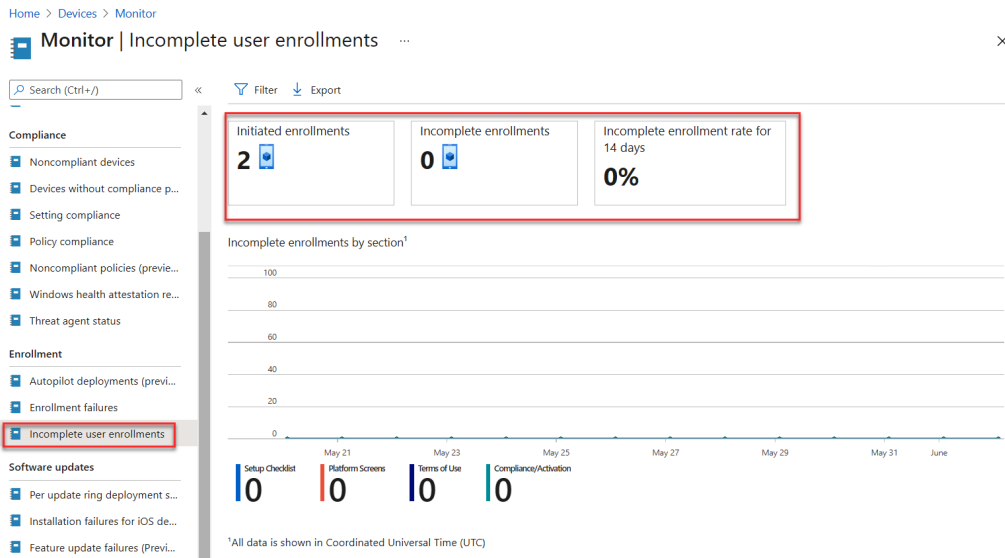 Home > Devices > Monitor
Monitor | Incomplete user enrollments ...
Search (Ctrl+/)
«
Compliance
Noncompliant devices
Devices without compliance p...
Setting compliance
Policy compliance
Noncompliant policies (previe...
Windows health attestation re...
Threat agent status
Enrollment
Autopilot deployments (previ...
Enrollment failures
Incomplete user enrollments
Software updates
Per update ring deployment s...
Installation failures for iOS de...
Feature update failures (Previ...
Filter
Export
Initiated enrollments
2
Incomplete enrollments
0
Incomplete enrollment rate for
14 days
0%
Incomplete enrollments by section¹
100
80
60
40
20
0
May 21 May 23 May 25 May 27 May 29 May 31 June
Setup Checklist
0
Platform Screens
0
Terms of Use
0
Compliance/Activation
0
¹All data is shown in Coordinated Universal Time (UTC)